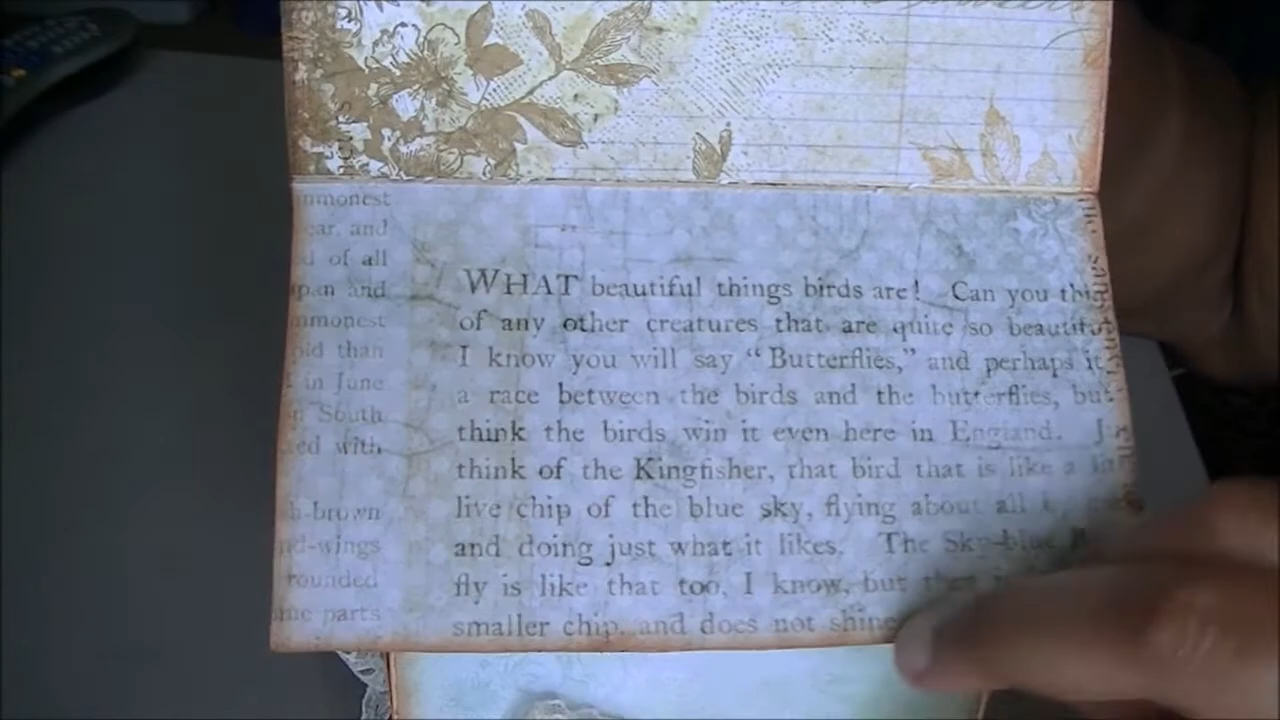 mmonest
ear, and
d of all
pan and
mmonest
old than
in June
n South
ed with
h-brown
nd-wings
rounded
me parts
WHAT beautiful things birds are! Can you
of any other creatures that are quite so
I know you will say “Butterflies,” and perhaps it
a race between the birds and the butterflies, but
think the birds win it even here in England.
think of the Kingfisher, that bird that is like a
live chip of the blue sky, flying about all
and doing just what it likes. The Sky-blue
fly is like that too, I know, but
smaller chip, and does not shine